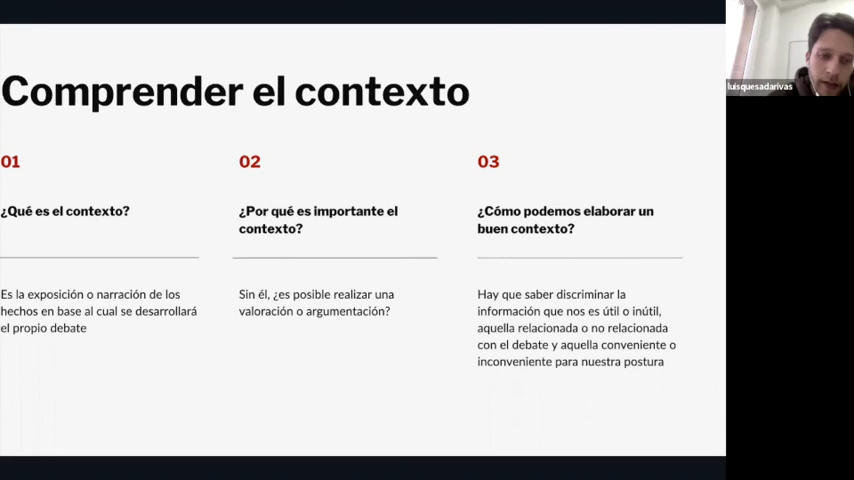 Comprender el contexto
01
¿Qué es el contexto?
Es la exposición o narración de los
hechos en base al cual se desarrollará
el propio debate
02
¿Por qué es importante el
contexto?
Sin él, ¿es posible realizar una
valoración o argumentación?
03
¿Cómo podemos elaborar un
buen contexto?
Hay que saber discriminar la
información que nos es útil o inútil,
aquella relacionada o no relacionada
con el debate y aquella conveniente o
inconveniente para nuestra postura
luisquesadarivas